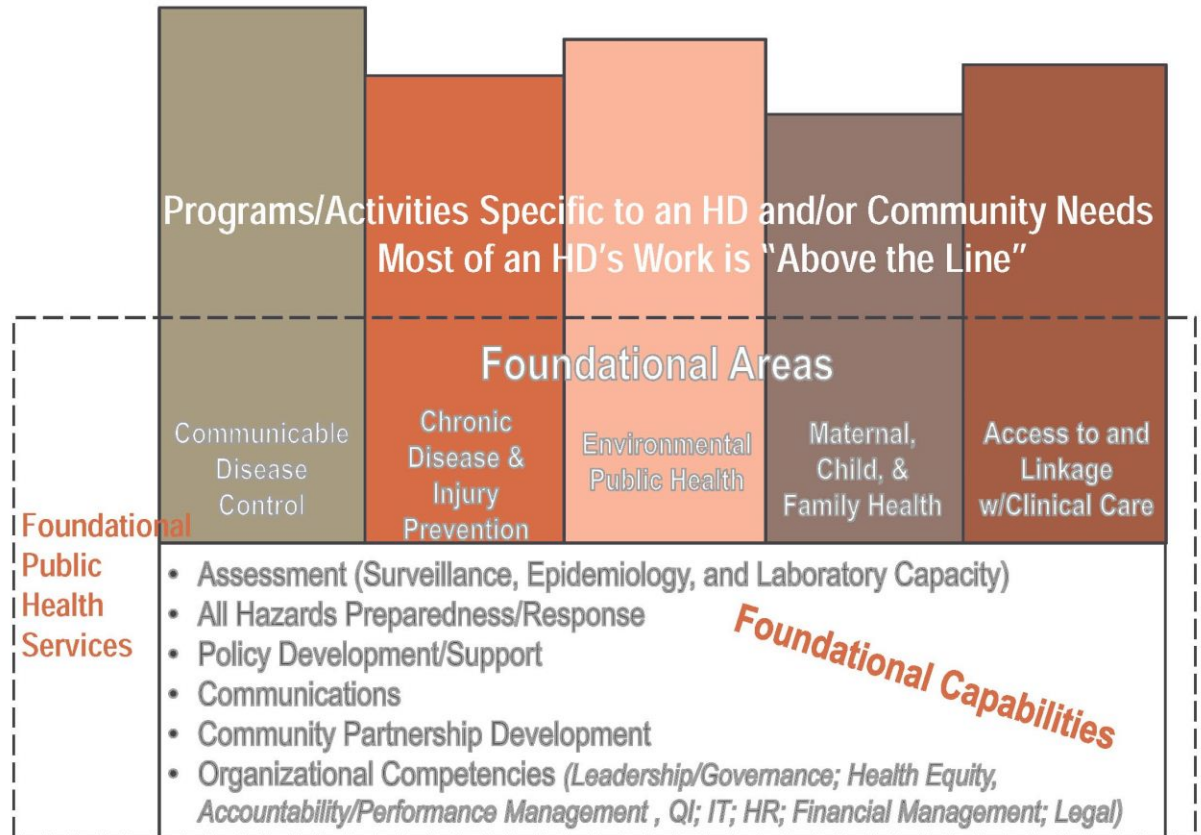 Programs/Activities Specific to an HD and/or Community Needs
Most of an HD's Work is "Above the Line"
Foundational Areas
Communicable
Disease
Control
Chronic
Disease &
Injury
Prevention
Environmental
Public Health
Maternal,
Child, &
Family Health
Access to and
Linkage
w/Clinical Care
Foundational
Public
Health
Services
• Assessment (Surveillance, Epidemiology, and Laboratory Capacity)
• All Hazards Preparedness/Response
• Policy Development/Support
• Communications
• Community Partnership Development
• Organizational Competencies (Leadership/Governance; Health Equity,
Accountability/Performance Management , QI; IT; HR; Financial Management; Legal)
Foundational Capabilities